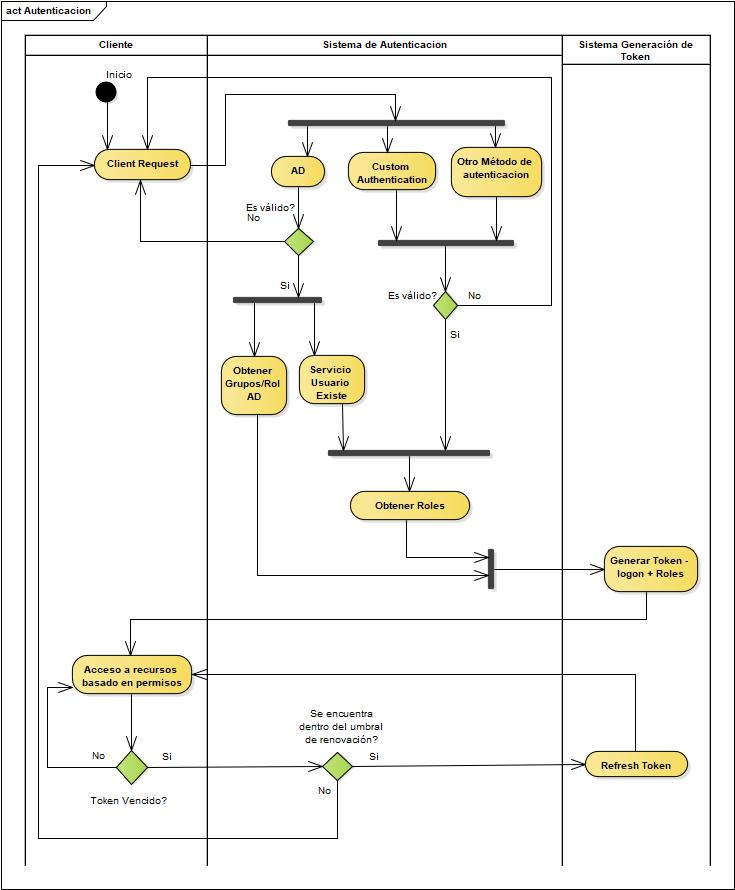 act Autenticacion
Cliente
Sistema de Autenticacion
Sistema Generación de
Token
Inicio
Client Request
AD
Custom
Authentication
Otro Método de
autenticacion
Es válido?
No
Si
Es válido?
No
Si
Obtener
Grupos/Rol
AD
Servicio
Usuario
Existe
Obtener Roles
Generar Token -
logon + Roles
Acceso a recursos
basado en permisos
Se encuentra
dentro del umbral
de renovación?
No
Si
Si
No
Token Vencido?
Refresh Token